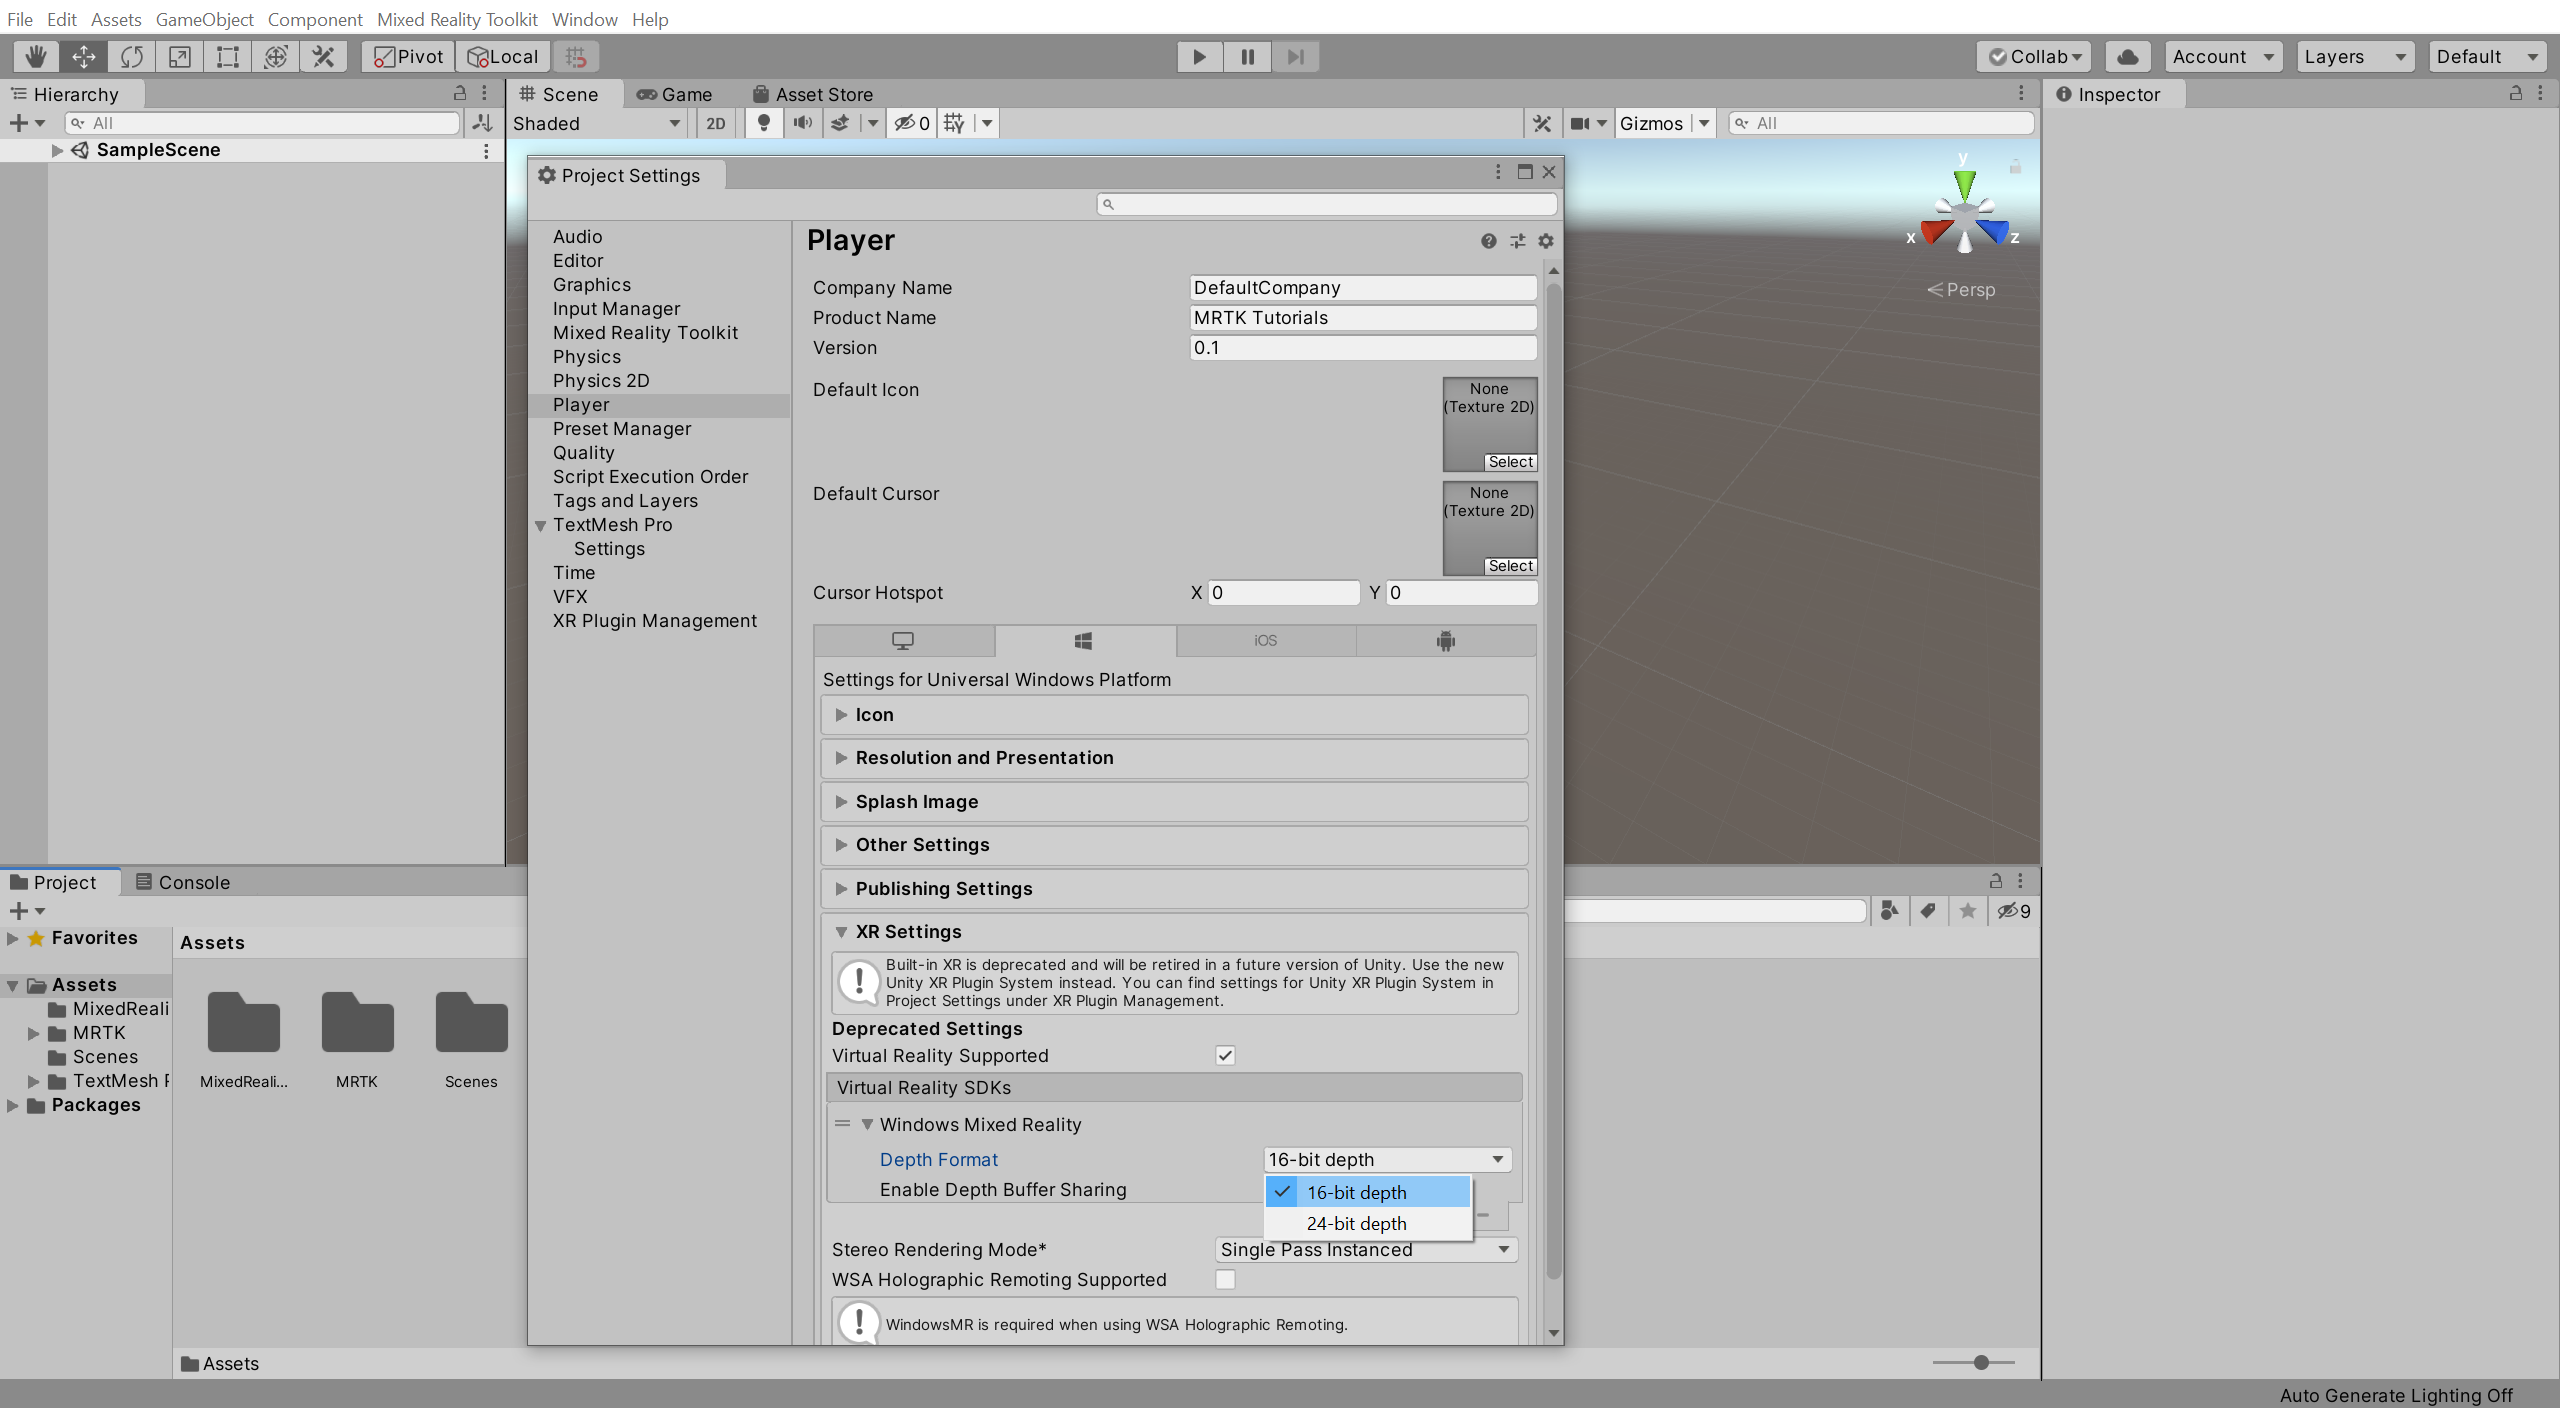 File Edit Assets GameObject Component Mixed Reality Toolkit Window Help
Pivot Local Collab Account Layers Default
Hierarchy
All
SampleScene
Scene Game Asset Store
Shaded 2D 0 Gizmos All
y
x z
Persp
Inspector
Project Settings
Audio
Editor
Graphics
Input Manager
Mixed Reality Toolkit
Physics
Physics 2D
Player
Preset Manager
Quality
Script Execution Order
Tags and Layers
TextMesh Pro
Settings
Time
VFX
XR Plugin Management
Player
Company Name DefaultCompany
Product Name MRTK Tutorials
Version 0.1
Default Icon
None
(Texture 2D)
Select
Default Cursor
None
(Texture 2D)
Select
Cursor Hotspot X 0 Y 0
iOS
Settings for Universal Windows Platform
Icon
Resolution and Presentation
Splash Image
Other Settings
Publishing Settings
XR Settings
Built-in XR is deprecated and will be retired in a future version of Unity. Use the new
Unity XR Plugin System instead. You can find settings for Unity XR Plugin System in
Project Settings under XR Plugin Management.
Deprecated Settings
Virtual Reality Supported
Virtual Reality SDKs
Windows Mixed Reality
Depth Format 16-bit depth
Enable Depth Buffer Sharing
16-bit depth
24-bit depth
Stereo Rendering Mode* Single Pass Instanced
WSA Holographic Remoting Supported
WindowsMR is required when using WSA Holographic Remoting.
Project Console
9
Favorites
Assets
MixedReali
MRTK
Scenes
TextMesh P
Packages
Assets
MixedReali... MRTK Scenes
Assets
Auto Generate Lighting Off